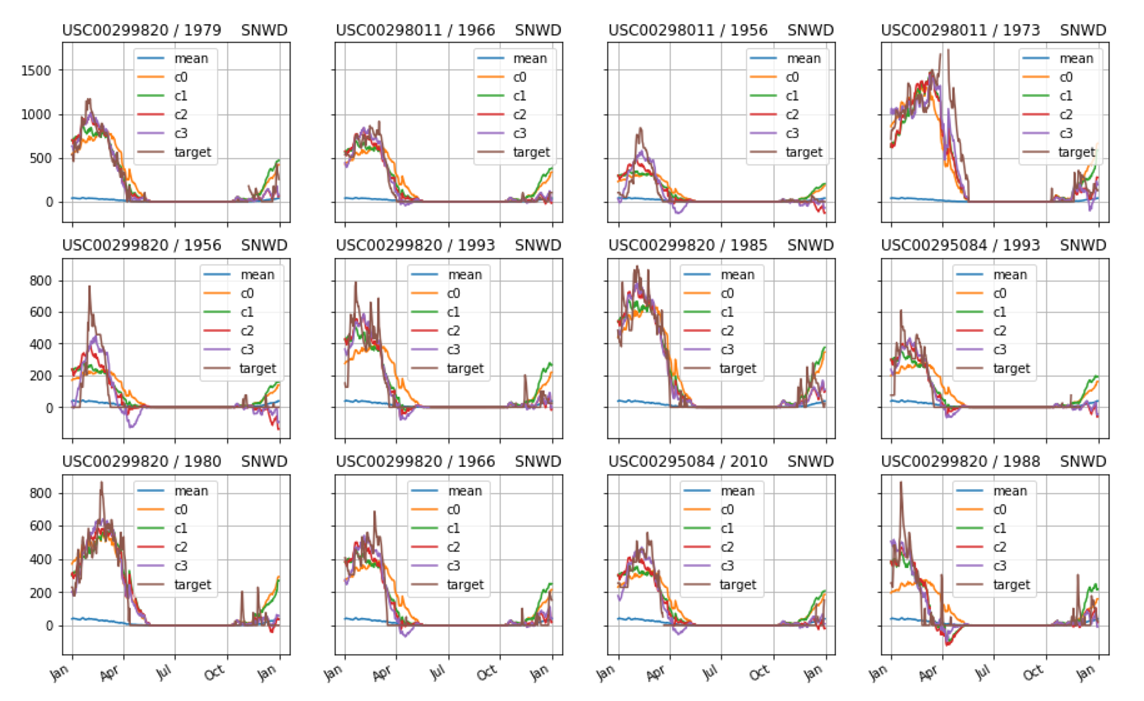 USC00299820 / 1979 SNWD
USC00298011 / 1966 SNWD
USC00298011 / 1956 SNWD
USC00298011 / 1973 SNWD
1500
1000
500
0
mean
c0
c1
c2
c3
target
mean
c0
c1
c2
c3
target
mean
c0
c1
c2
c3
target
mean
c0
c1
c2
c3
target
USC00299820 / 1956 SNWD
USC00299820 / 1993 SNWD
USC00299820 / 1985 SNWD
USC00295084 / 1993 SNWD
800
600
400
200
0
mean
c0
c1
c2
c3
target
mean
c0
c1
c2
c3
target
mean
c0
c1
c2
c3
target
mean
c0
c1
c2
c3
target
USC00299820 / 1980 SNWD
USC00299820 / 1966 SNWD
USC00295084 / 2010 SNWD
USC00299820 / 1988 SNWD
800
600
400
200
0
mean
c0
c1
c2
c3
target
mean
c0
c1
c2
c3
target
mean
c0
c1
c2
c3
target
mean
c0
c1
c2
c3
target
Jan Apr Jul Oct Jan
Jan Apr Jul Oct Jan
Jan Apr Jul Oct Jan
Jan Apr Jul Oct Jan